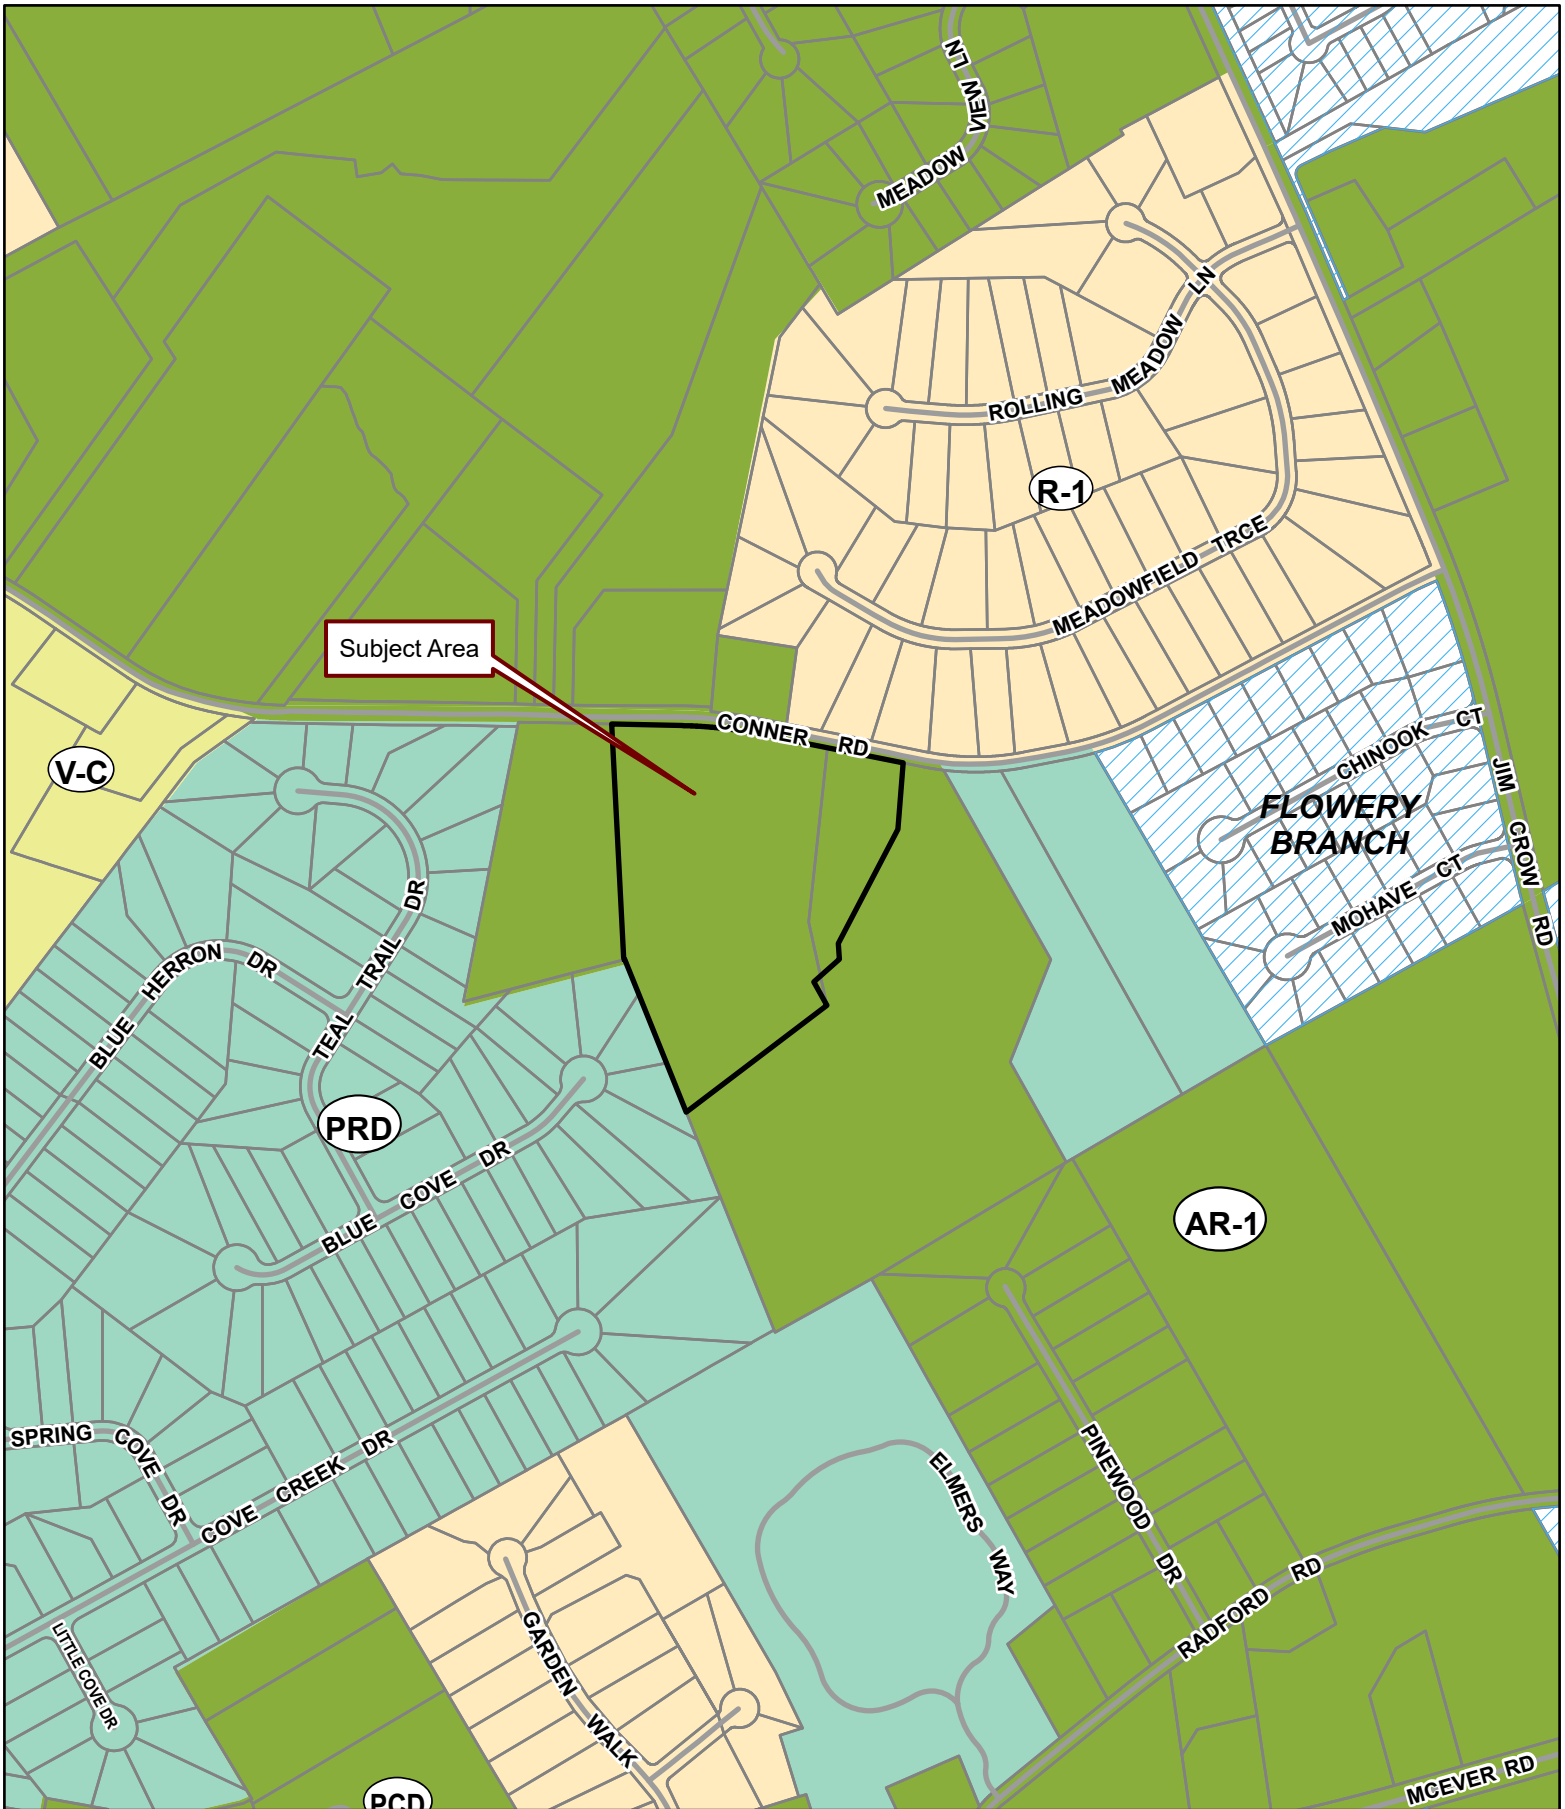 MEADOW VIEW LN
ROLLING MEADOW LN
R-1
MEADOWFIELD TRCE
Subject Area
CONNER RD
V-C
CHINOOK CT
JIM CROW RD
FLOWERY
BRANCH
MOHAVE CT
BLUE HERRON DR
TEAL TRAIL DR
PRD
BLUE COVE DR
AR-1
SPRING COVE DR
COVE CREEK DR
ELMERS WAY
PINEWOOD DR
RADFORD RD
GARDEN WALK
LITTLE COVE DR
MCEVER RD
PCD